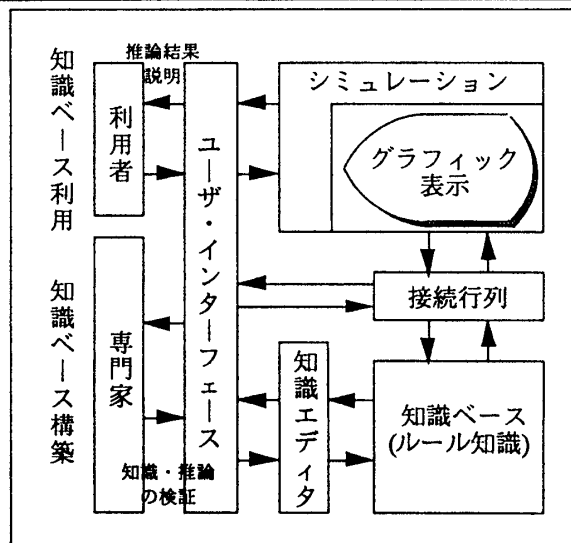 知識ベース利用
知識ベース構築
推論結果
説明
利用者
専門家
知識・推論
の検証
ユーザ・インターフェース
シミュレーション
グラフィック
表示
接続行列
知識エディタ
知識ベース
(ルール知識)